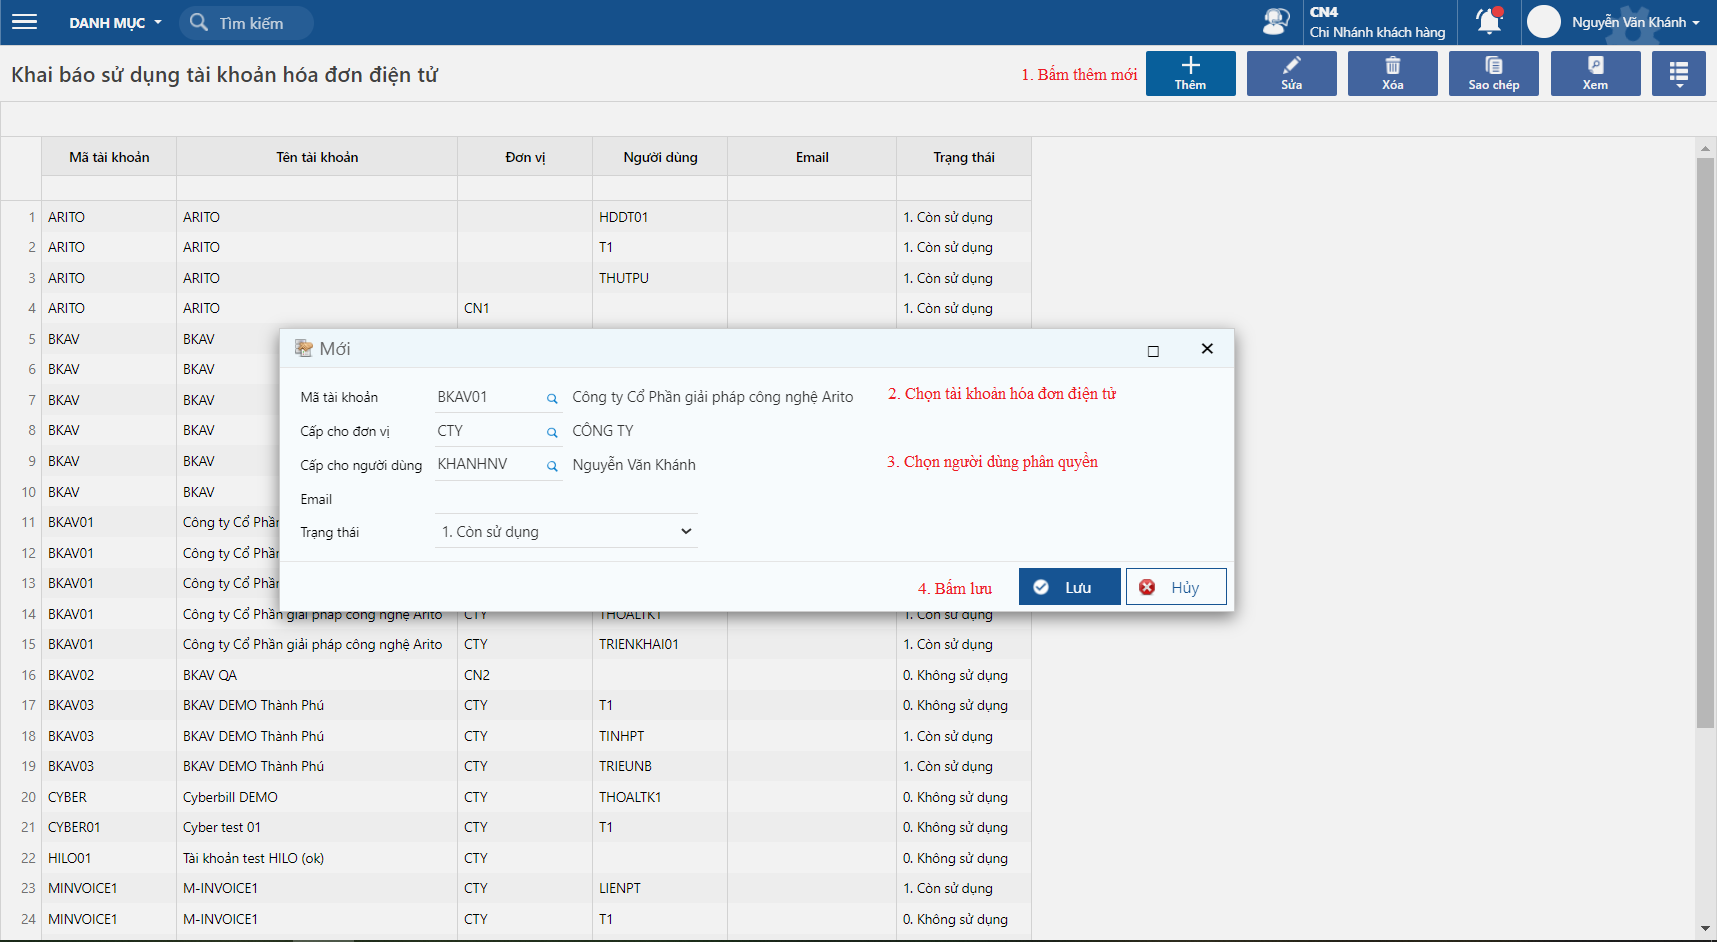 DANH MỤC Tìm kiếm CN4
Chi Nhánh khách hàng Nguyễn Văn Khánh
Khai báo sử dụng tài khoản hóa đơn điện tử 1. Bấm thêm mới Thêm Sửa Xóa Sao chép Xem
Mã tài khoản Tên tài khoản Đơn vị Người dùng Email Trạng thái
1 ARITO ARITO HDDT01 1. Còn sử dụng
2 ARITO ARITO T1 1. Còn sử dụng
3 ARITO ARITO THUTPU 1. Còn sử dụng
4 ARITO ARITO CN1 1. Còn sử dụng
5 BKAV BKAV
6 BKAV BKAV
7 BKAV BKAV
8 BKAV BKAV
9 BKAV BKAV
10 BKAV BKAV
11 BKAV01 Công ty Cổ Phần
12 BKAV01 Công ty Cổ Phần
13 BKAV01 Công ty Cổ Phần
Mới
Mã tài khoản BKAV01 Công ty Cổ Phần giải pháp công nghệ Arito 2. Chọn tài khoản hóa đơn điện tử
Cấp cho đơn vị CTY CÔNG TY
Cấp cho người dùng KHANHNV Nguyễn Văn Khánh 3. Chọn người dùng phân quyền
Email
Trạng thái 1. Còn sử dụng
4. Bấm lưu Lưu Hủy
14 BKAV01 Công ty Cổ Phần giải pháp công nghệ Arito CTY THOALTK1 1. Còn sử dụng
15 BKAV01 Công ty Cổ Phần giải pháp công nghệ Arito CTY TRIENKHAI01 1. Còn sử dụng
16 BKAV02 BKAV QA CN2 0. Không sử dụng
17 BKAV03 BKAV DEMO Thành Phú CTY T1 0. Không sử dụng
18 BKAV03 BKAV DEMO Thành Phú CTY TINHPT 1. Còn sử dụng
19 BKAV03 BKAV DEMO Thành Phú CTY TRIEUNB 1. Còn sử dụng
20 CYBER Cyberbill DEMO CTY THOALTK1 0. Không sử dụng
21 CYBER01 Cyber test 01 CTY T1 0. Không sử dụng
22 HILO01 Tài khoản test HILO (ok) CTY 0. Không sử dụng
23 MINVOICE1 M-INVOICE1 CTY LIENPT 1. Còn sử dụng
24 MINVOICE1 M-INVOICE1 CTY T1 0. Không sử dụng